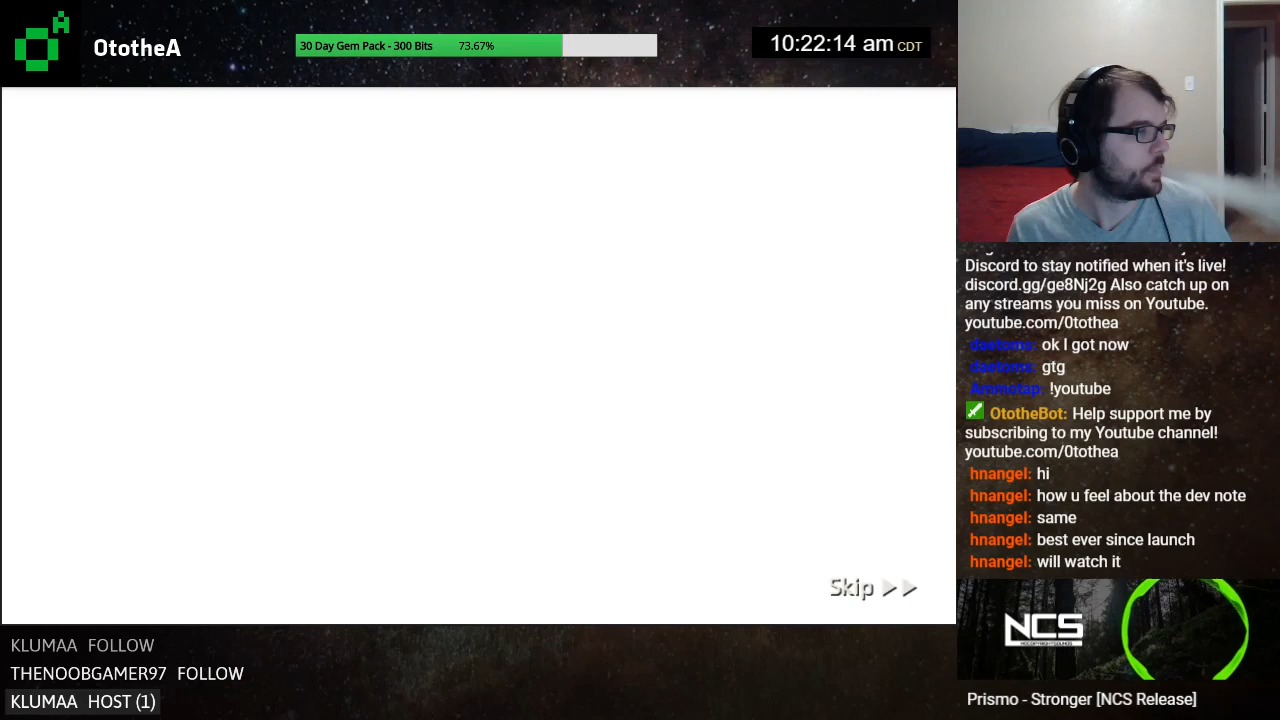 OtotheA
30 Day Gem Pack - 300 Bits 73.67%
10:22:14 am CDT
Discord to stay notified when it's live!
discord.gg/ge8Nj2g Also catch up on
any streams you miss on Youtube.
youtube.com/0tothea
daetoms: ok I got now
daetoms: gtg
Ammotap: !youtube
OtotheBot: Help support me by
subscribing to my Youtube channel!
youtube.com/0tothea
hnangel: hi
hnangel: how u feel about the dev note
hnangel: same
hnangel: best ever since launch
hnangel: will watch it
Skip
KLUMAA FOLLOW
THENOOBGAMER97 FOLLOW
KLUMAA HOST (1)
NCS
NOCOPYRIGHTSOUNDS
Prismo - Stronger [NCS Release]